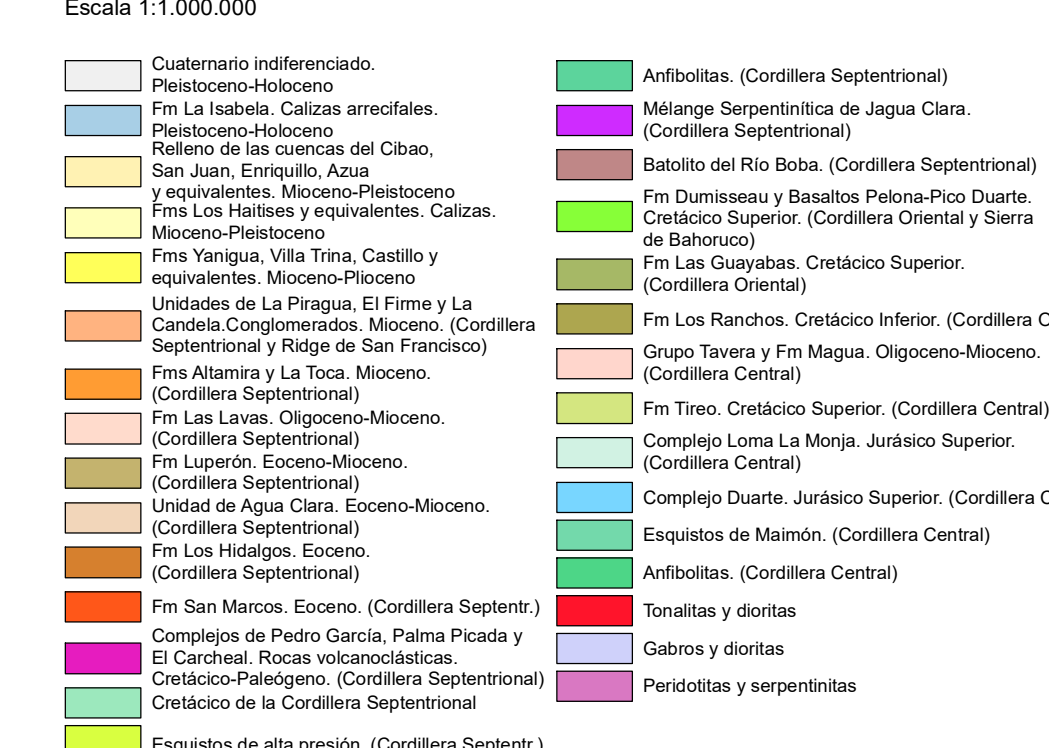 Escala 1:1.000.000
Cuaternario indiferenciado.
Pleistoceno-Holoceno
Fm La Isabela. Calizas arrecifales.
Pleistoceno-Holoceno
Relleno de las cuencas del Cibao,
San Juan, Enriquillo, Azua
y equivalentes. Mioceno-Pleistoceno
Fms Los Haitises y equivalentes. Calizas.
Mioceno-Pleistoceno
Fms Yanigua, Villa Trina, Castillo y
equivalentes. Mioceno-Plioceno
Unidades de La Piragua, El Firme y La
Candela.Conglomerados. Mioceno. (Cordillera
Septentrional y Ridge de San Francisco)
Fms Altamira y La Toca. Mioceno.
(Cordillera Septentrional)
Fm Las Lavas. Oligoceno-Mioceno.
(Cordillera Septentrional)
Fm Luperón. Eoceno-Mioceno.
(Cordillera Septentrional)
Unidad de Agua Clara. Eoceno-Mioceno.
(Cordillera Septentrional)
Fm Los Hidalgos. Eoceno.
(Cordillera Septentrional)
Fm San Marcos. Eoceno. (Cordillera Septentr.)
Complejos de Pedro García, Palma Picada y
El Carcheal. Rocas volcanoclásticas.
Cretácico-Paleógeno. (Cordillera Septentrional)
Cretácico de la Cordillera Septentrional
Esquistos de alta presión. (Cordillera Septentr.)
Anfibolitas. (Cordillera Septentrional)
Mélange Serpentinítica de Jagua Clara.
(Cordillera Septentrional)
Batolito del Río Boba. (Cordillera Septentrional)
Fm Dumisseau y Basaltos Pelona-Pico Duarte.
Cretácico Superior. (Cordillera Oriental y Sierra
de Bahoruco)
Fm Las Guayabas. Cretácico Superior.
(Cordillera Oriental)
Fm Los Ranchos. Cretácico Inferior. (Cordillera
Grupo Tavera y Fm Magua. Oligoceno-Mioceno.
(Cordillera Central)
Fm Tireo. Cretácico Superior. (Cordillera Central)
Complejo Loma La Monja. Jurásico Superior.
(Cordillera Central)
Complejo Duarte. Jurásico Superior. (Cordillera
Esquistos de Maimón. (Cordillera Central)
Anfibolitas. (Cordillera Central)
Tonalitas y dioritas
Gabros y dioritas
Peridotitas y serpentinitas